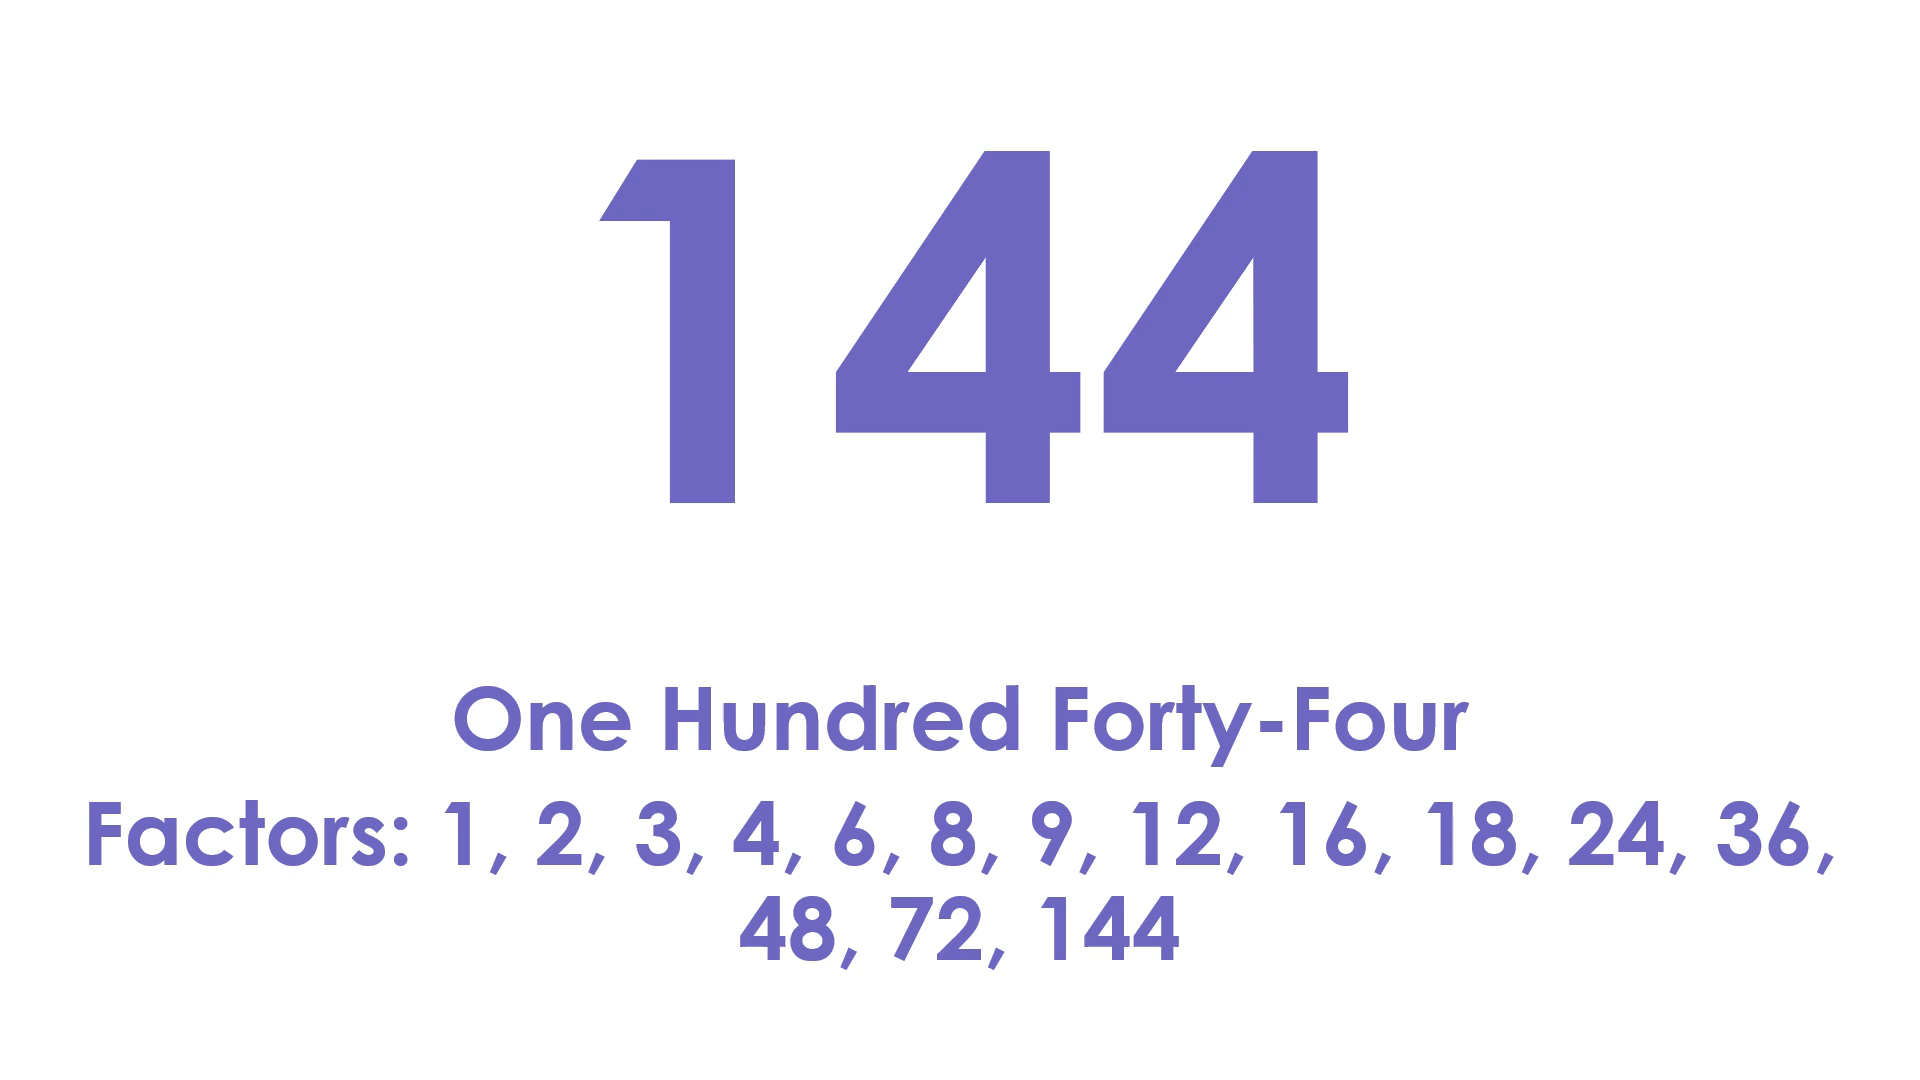 144
One Hundred Forty-Four
Factors: 1, 2, 3, 4, 6, 8, 9, 12, 16, 18, 24, 36,
48, 72, 144